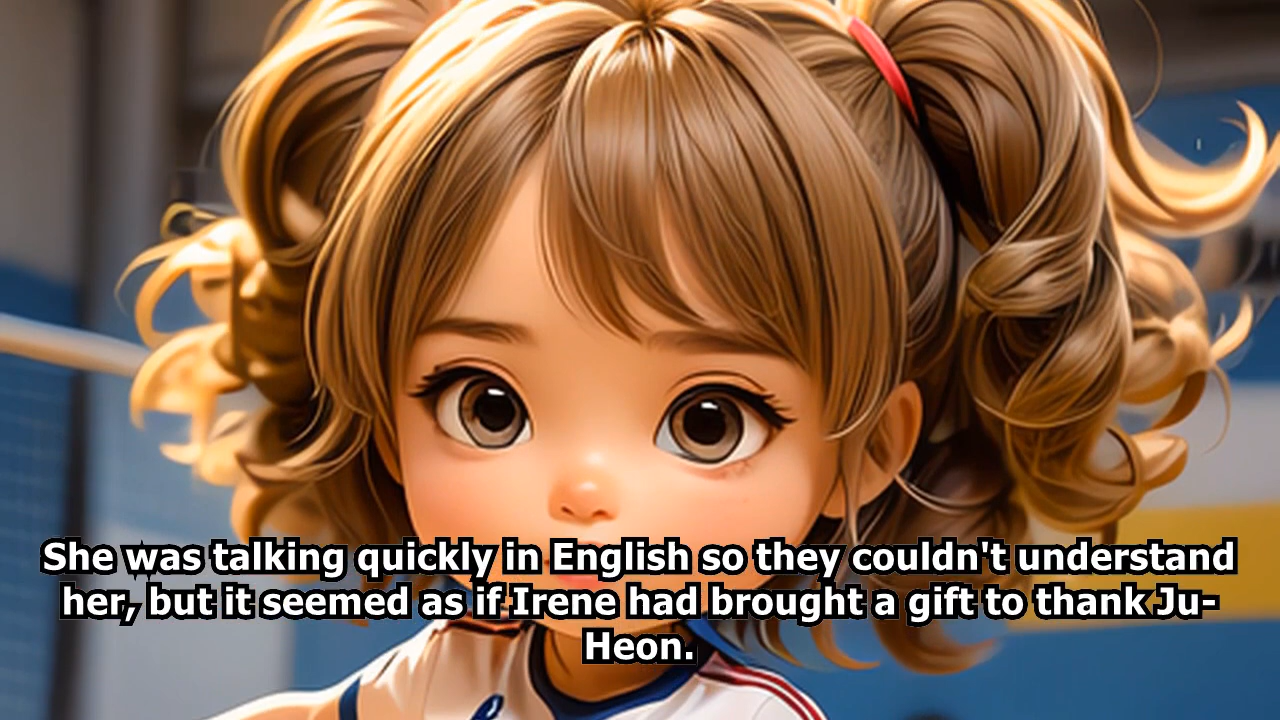 She was talking quickly in English so they couldn't understand
her, but it seemed as if Irene had brought a gift to thank Ju-
Heon.